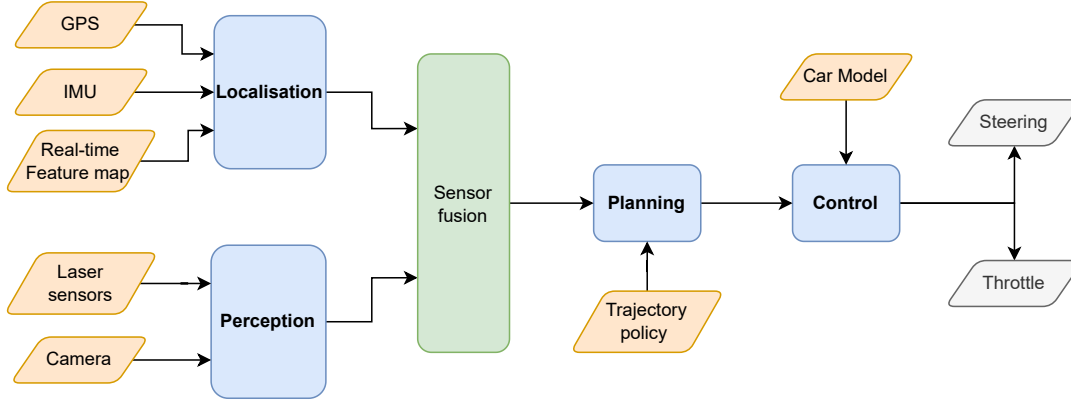 GPS
IMU
Real-time
Feature map
Localisation
Laser
sensors
Camera
Perception
Sensor
fusion
Planning
Trajectory
policy
Car Model
Control
Steering
Throttle